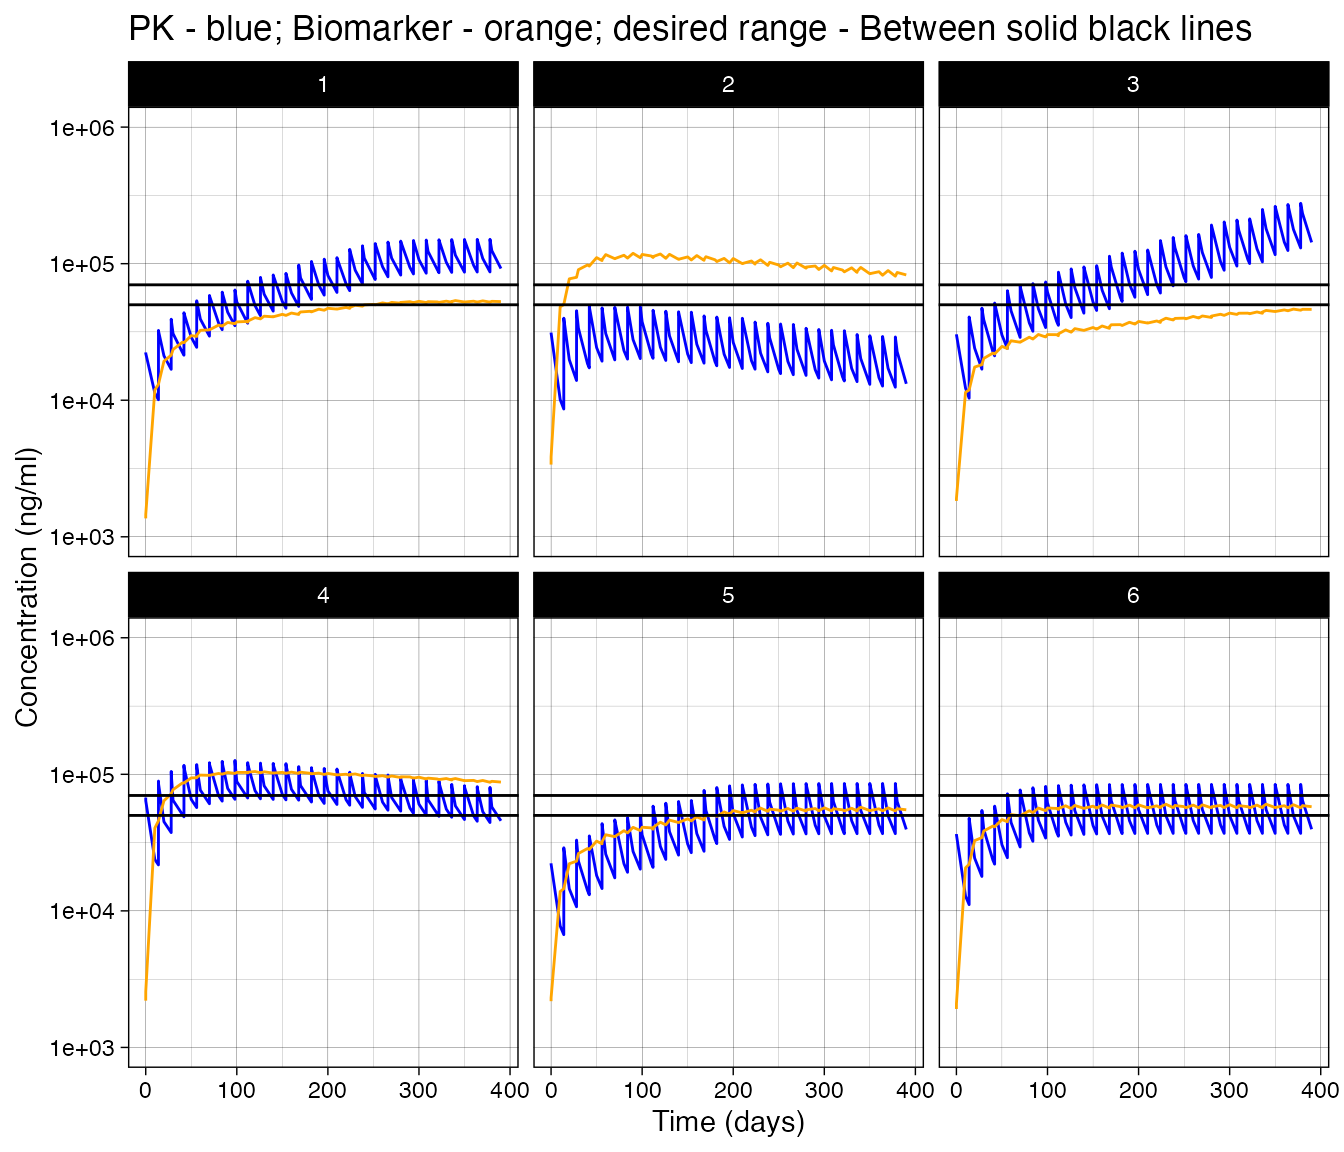 PK - blue; Biomarker - orange; desired range - Between solid black lines
1 2 3
1e+06
1e+05
1e+04
1e+03
4 5 6
1e+06
1e+05
1e+04
1e+03
0 100 200 300 400 0 100 200 300 400 0 100 200 300 400
Time (days)
Concentration (ng/ml)